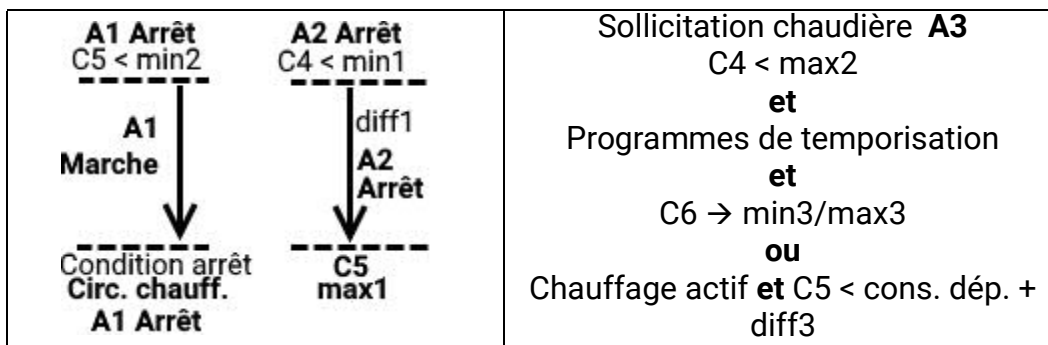 A1 Arrêt
C5 < min2
A1
Marche
Condition arrêt
Circ. chauff.
A1 Arrêt
A2 Arrêt
C4 < min1
diff1
A2
Arrêt
C5
max1
Sollicitation chaudière A3
C4 < max2
et
Programmes de temporisation
et
C6 → min3/max3
ou
Chauffage actif et C5 < cons. dép. +
diff3